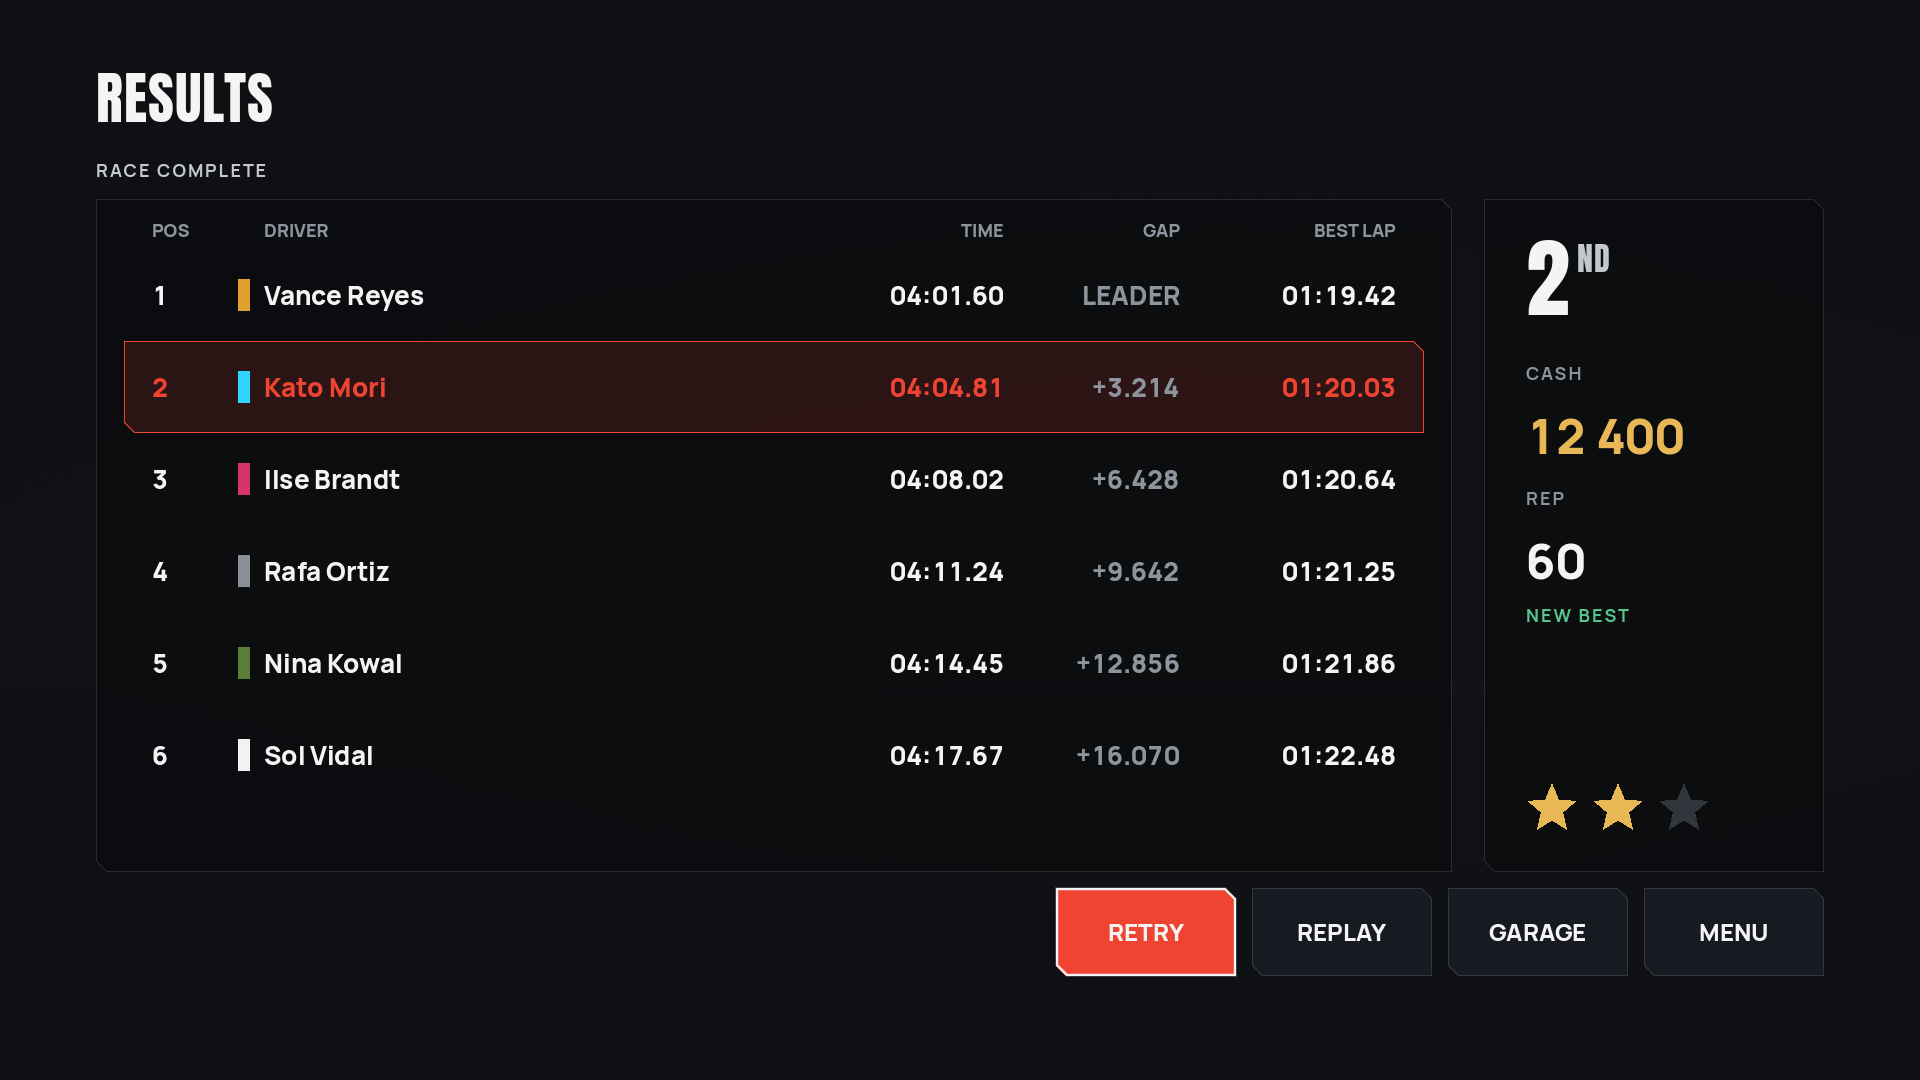 RESULTS
RACE COMPLETE
POS DRIVER TIME GAP BEST LAP
1 Vance Reyes 04:01.60 LEADER 01:19.42
2 Kato Mori 04:04.81 +3.214 01:20.03
3 Ilse Brandt 04:08.02 +6.428 01:20.64
4 Rafa Ortiz 04:11.24 +9.642 01:21.25
5 Nina Kowal 04:14.45 +12.856 01:21.86
6 Sol Vidal 04:17.67 +16.070 01:22.48
2ND
CASH
12 400
REP
60
NEW BEST
RETRY REPLAY GARAGE MENU